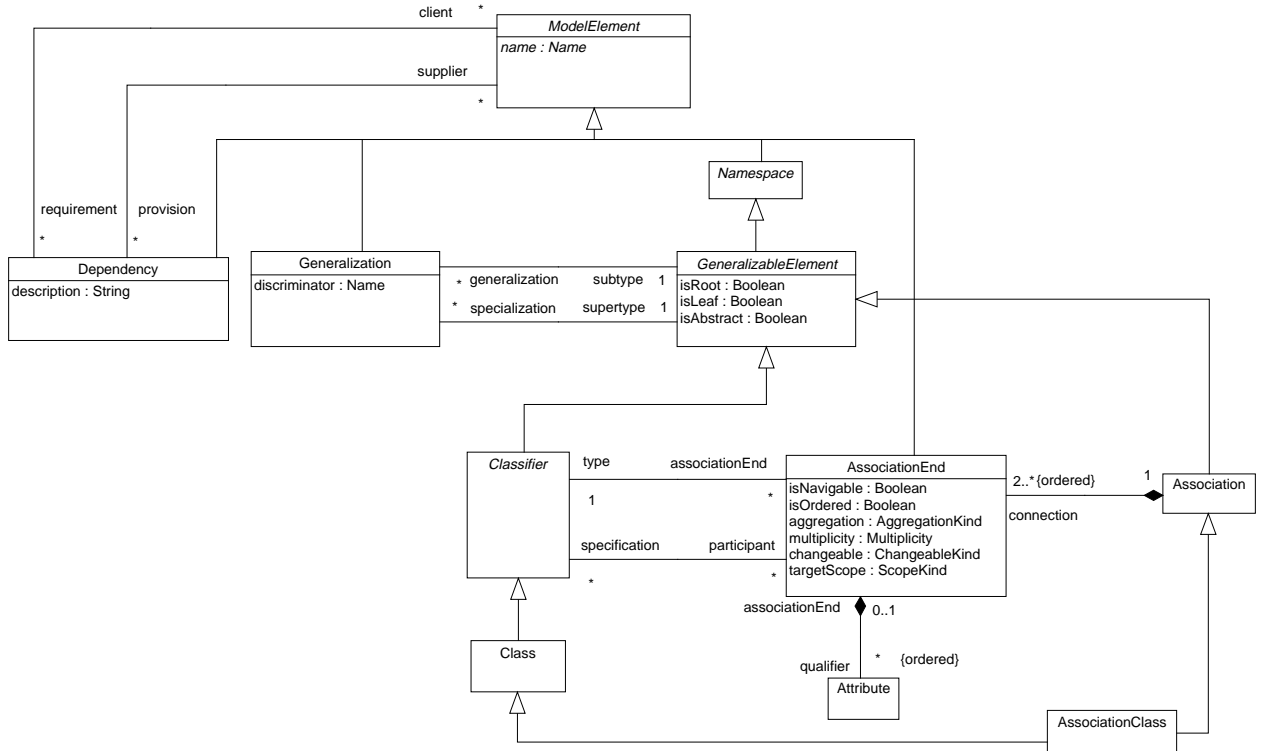 client *
ModelElement
name : Name
supplier
*
Namespace
requirement provision
* *
Dependency
description : String
Generalization
discriminator : Name
* generalization subtype 1
* specialization supertype 1
GeneralizableElement
isRoot : Boolean
isLeaf : Boolean
isAbstract : Boolean
Classifier
type associationEnd
1 *
specification participant
* *
AssociationEnd
isNavigable : Boolean
isOrdered : Boolean
aggregation : AggregationKind
multiplicity : Multiplicity
changeable : ChangeableKind
targetScope : ScopeKind
2..* {ordered} 1
connection
Association
associationEnd 0..1
Class
qualifier * {ordered}
Attribute
AssociationClass